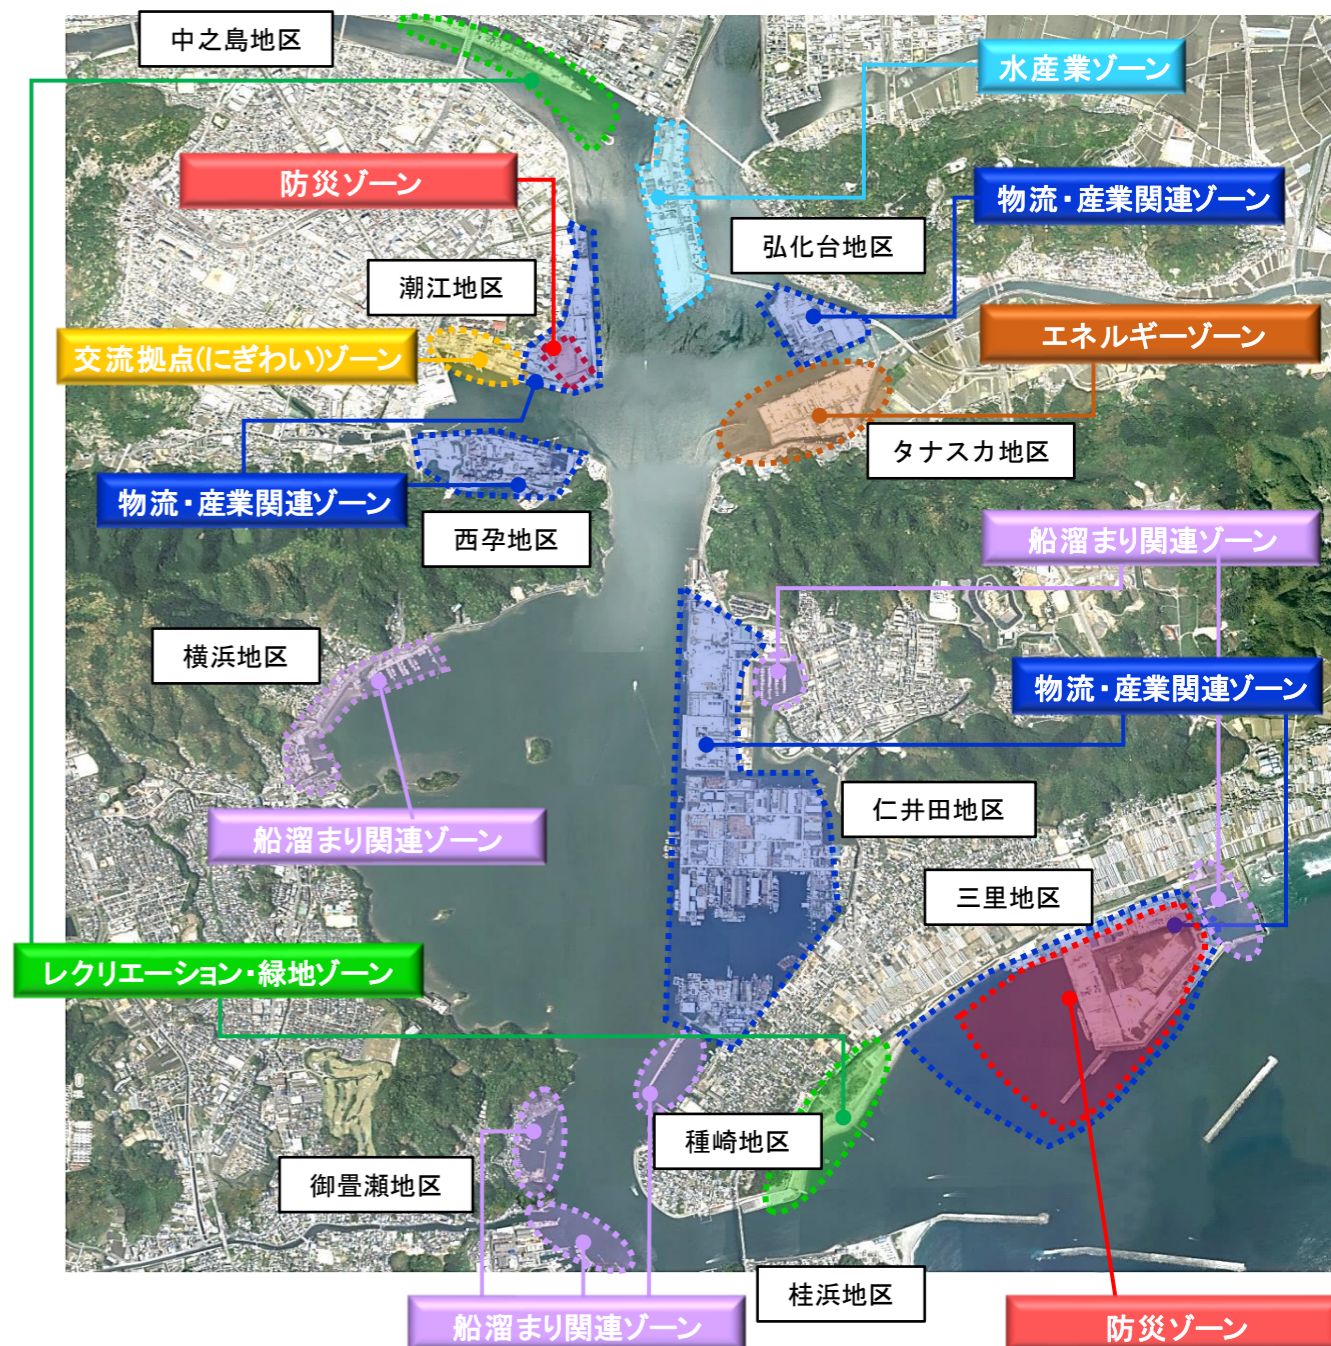 中之島地区
水産業ゾーン
防災ゾーン
物流・産業関連ゾーン
弘化台地区
潮江地区
交流拠点(にぎわい)ゾーン
エネルギーゾーン
タナスカ地区
物流・産業関連ゾーン
西孕地区
船溜まり関連ゾーン
横浜地区
物流・産業関連ゾーン
仁井田地区
船溜まり関連ゾーン
三里地区
レクリエーション・緑地ゾーン
種崎地区
御畳瀬地区
桂浜地区
船溜まり関連ゾーン
防災ゾーン